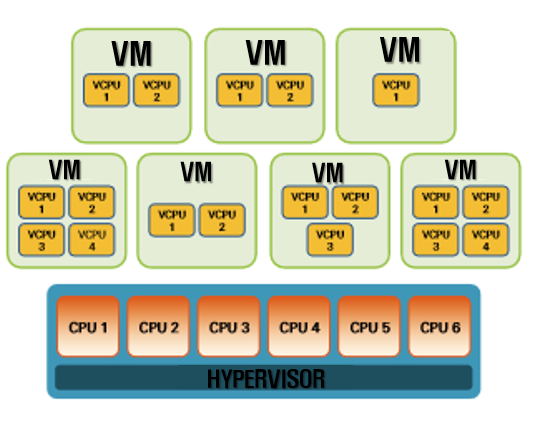 VM VM VM
VCPU 1 VCPU 2 VCPU 1 VCPU 2 VCPU 1
VM VM VM VM
VCPU 1 VCPU 2 VCPU 1 VCPU 2 VCPU 1 VCPU 2 VCPU 1 VCPU 2
VCPU 3 VCPU 4 VCPU 3 VCPU 3 VCPU 4
CPU 1 CPU 2 CPU 3 CPU 4 CPU 5 CPU 6
HYPERVISOR